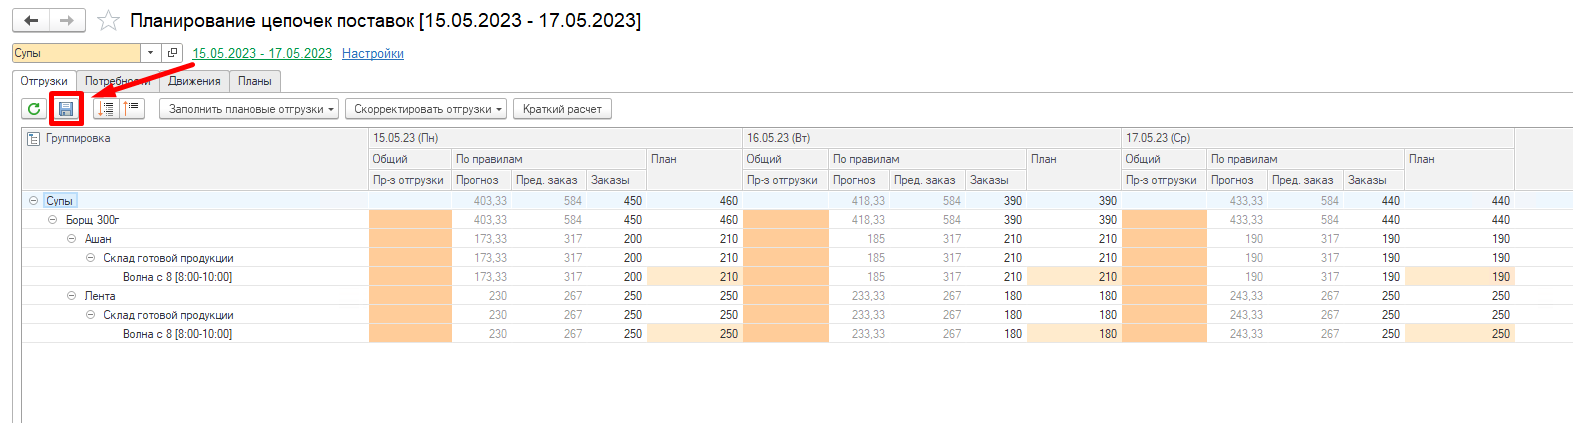 Планирование цепочек поставок [15.05.2023 - 17.05.2023]
Супы 15.05.2023 - 17.05.2023 Настройки
Отгрузки Потребности Движения Планы
Заполнить плановые отгрузки Скорректировать отгрузки Краткий расчет
Группировка 15.05.23 (Пн) 16.05.23 (Вт) 17.05.23 (Ср)
Общий По правилам План Общий По правилам План Общий По правилам План
Пр-з отгрузки Прогноз Пред. заказ Заказы Пр-з отгрузки Прогноз Пред. заказ Заказы Пр-з отгрузки Прогноз Пред. заказ Заказы
Супы 403,33 584 450 460 418,33 584 390 390 433,33 584 440 440
Борщ 300г 403,33 584 450 460 418,33 584 390 390 433,33 584 440 440
Ашан 173,33 317 200 210 185 317 210 210 190 317 190 190
Склад готовой продукции 173,33 317 200 210 185 317 210 210 190 317 190 190
Волна с 8 [8:00-10:00] 173,33 317 200 210 185 317 210 210 190 317 190 190
Лента 230 267 250 250 233,33 267 180 180 243,33 267 250 250
Склад готовой продукции 230 267 250 250 233,33 267 180 180 243,33 267 250 250
Волна с 8 [8:00-10:00] 230 267 250 250 233,33 267 180 180 243,33 267 250 250